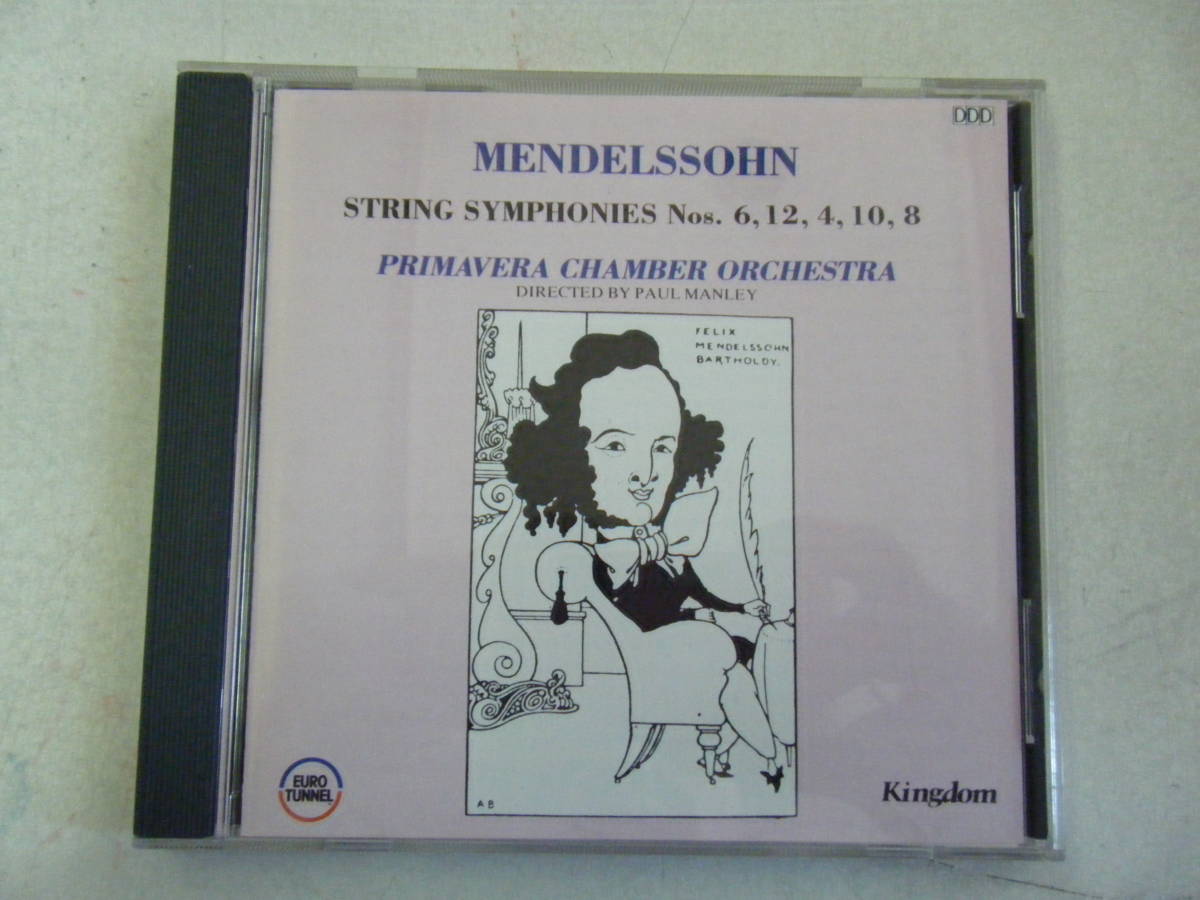 DDD
MENDELSSOHN
STRING SYMPHONIES Nos. 6, 12, 4, 10, 8
PRIMAVERA CHAMBER ORCHESTRA
DIRECTED BY PAUL MANLEY
FELIX
MENDELSSOHN
BARTHOLDY.
AB
EURO
TUNNEL
Kingdom